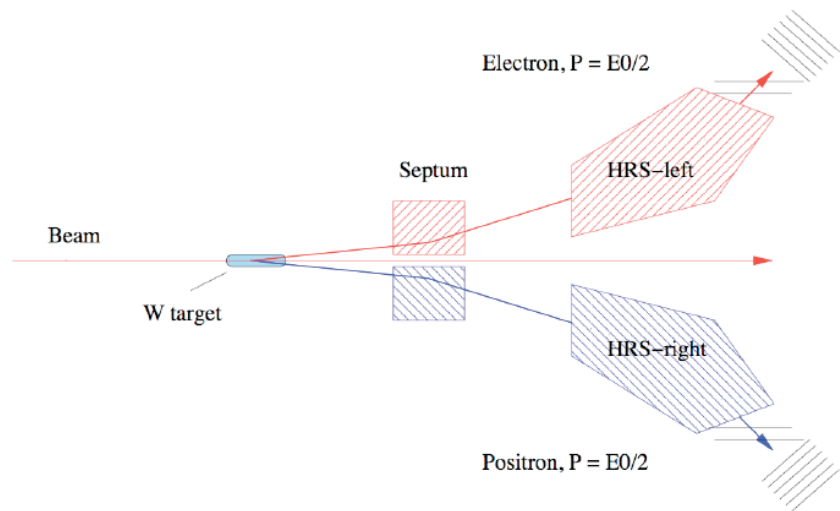 Electron, P = E0/2
HRS–left
Septum
Beam
W target
HRS–right
Positron, P = E0/2